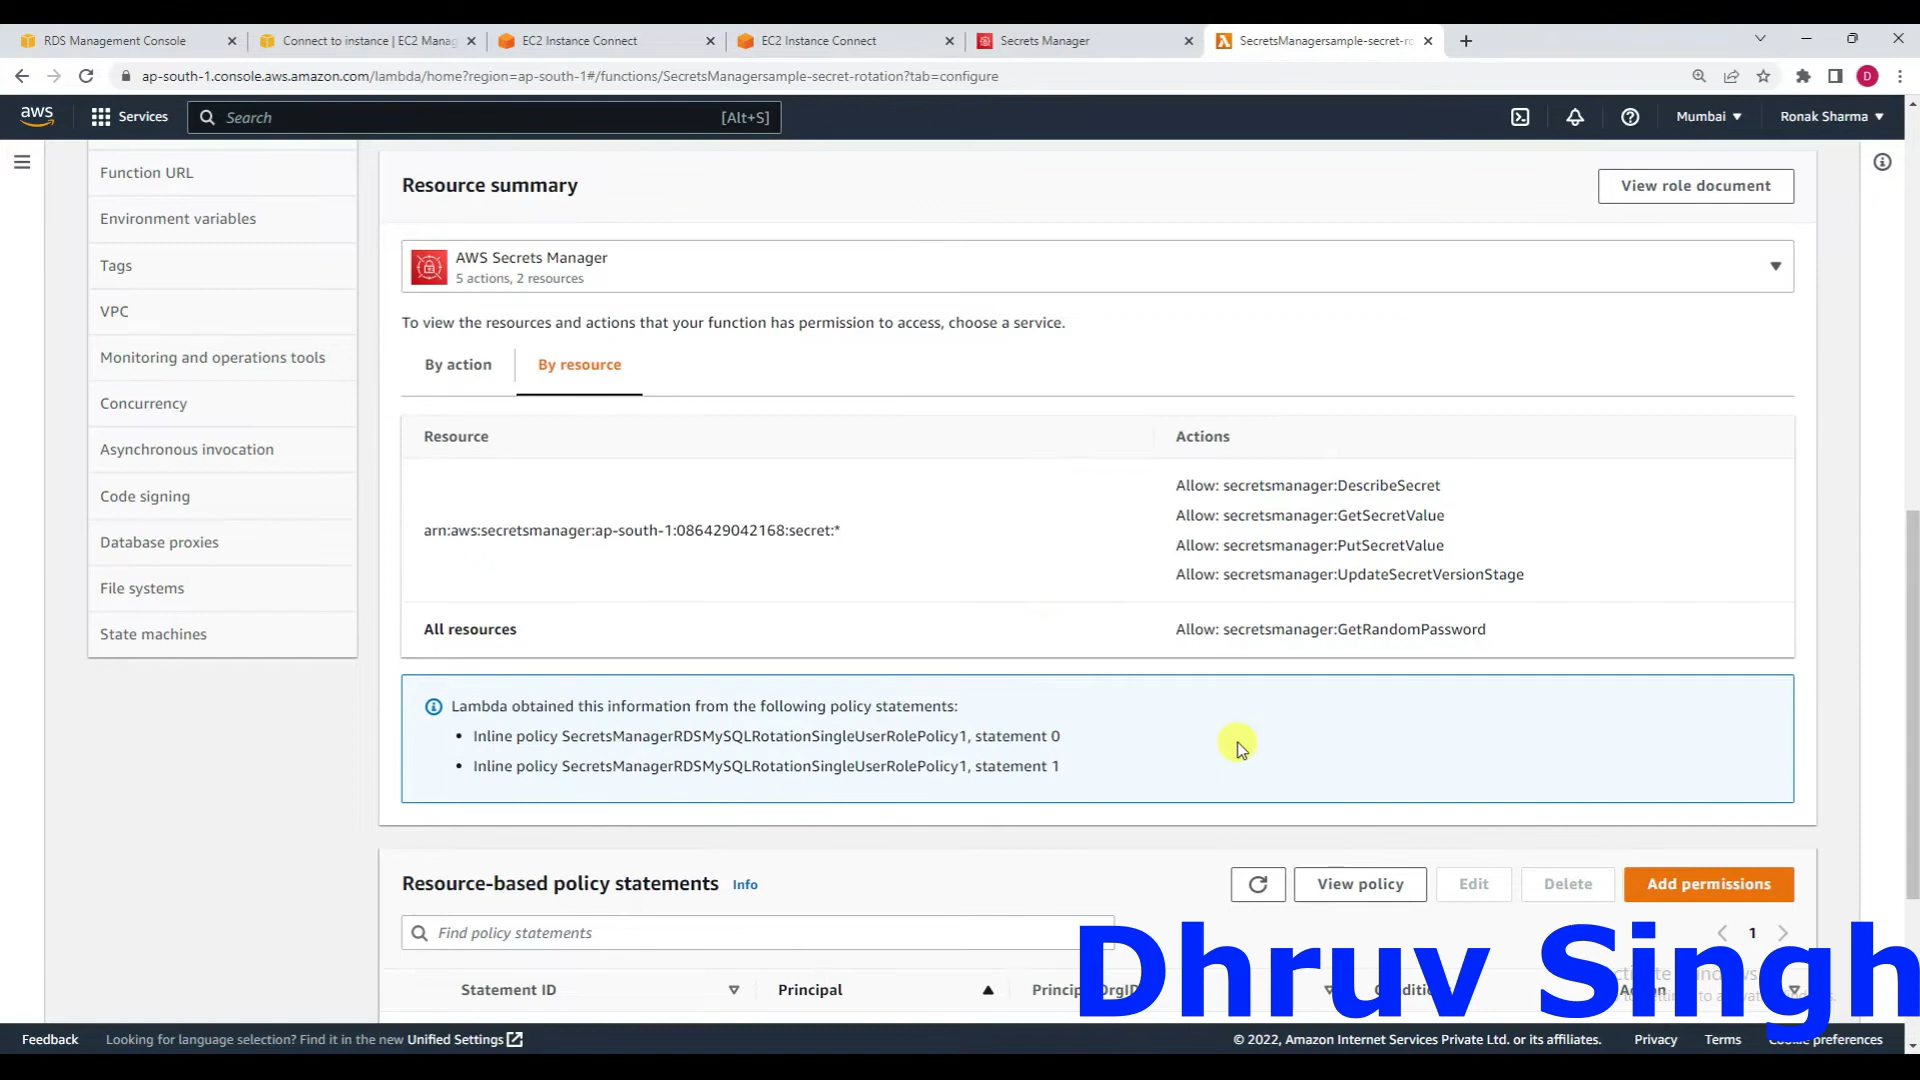 RDS Management Console
Connect to instance | EC2 Manag
EC2 Instance Connect
EC2 Instance Connect
Secrets Manager
SecretsManagersample-secret-ro
ap-south-1.console.aws.amazon.com/lambda/home?region=ap-south-1#/functions/SecretsManagersample-secret-rotation?tab=configure
D
aws
Services
Search
[Alt+S]
Mumbai
Ronak Sharma
Function URL
Environment variables
Tags
VPC
Monitoring and operations tools
Concurrency
Asynchronous invocation
Code signing
Database proxies
File systems
State machines
Resource summary
View role document
AWS Secrets Manager
5 actions, 2 resources
To view the resources and actions that your function has permission to access, choose a service.
By action
By resource
Resource
Actions
arn:aws:secretsmanager:ap-south-1:086429042168:secret:*
Allow: secretsmanager:DescribeSecret
Allow: secretsmanager:GetSecretValue
Allow: secretsmanager:PutSecretValue
Allow: secretsmanager:UpdateSecretVersionStage
All resources
Allow: secretsmanager:GetRandomPassword
Lambda obtained this information from the following policy statements:
• Inline policy SecretsManagerRDSMySQLRotationSingleUserRolePolicy1, statement 0
• Inline policy SecretsManagerRDSMySQLRotationSingleUserRolePolicy1, statement 1
Resource-based policy statements
Info
View policy
Edit
Delete
Add permissions
Find policy statements
1
Dhruv Singh
Statement ID
Principal
Feedback
Looking for language selection? Find it in the new Unified Settings
© 2022, Amazon Internet Services Private Ltd. or its affiliates.
Privacy
Terms
Cookie preferences